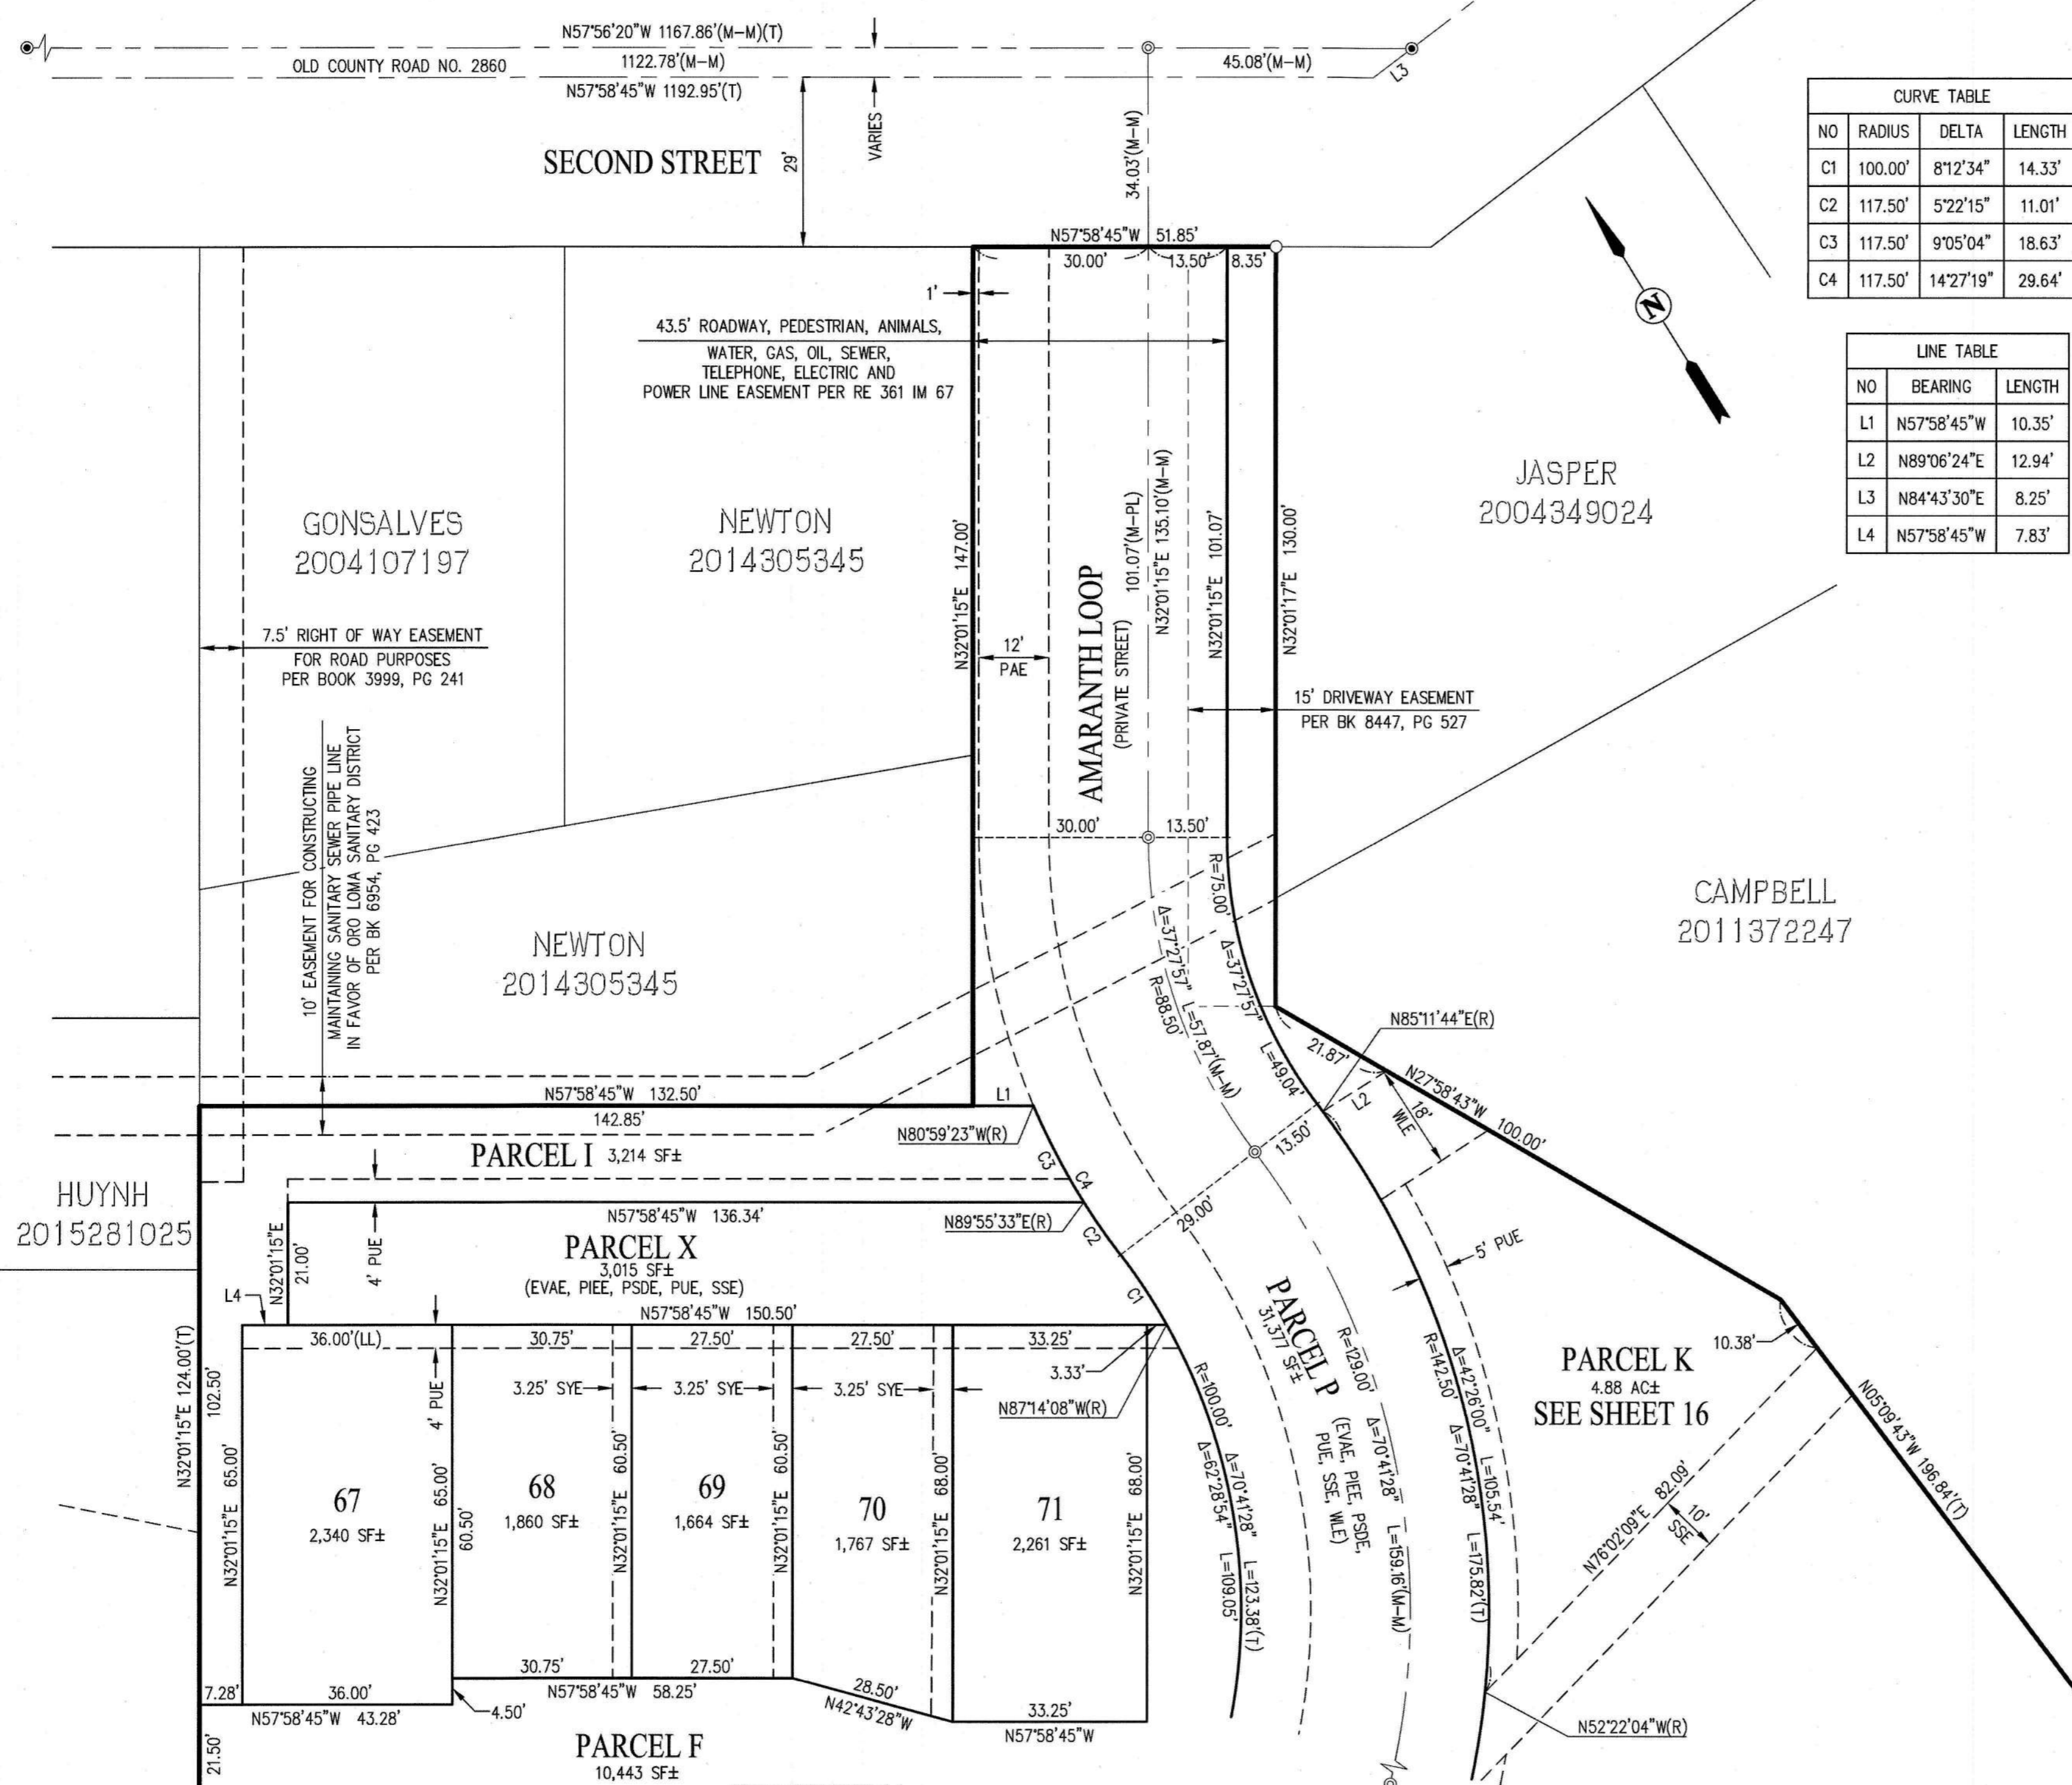 N57°56'20"W 1167.86'(M-M)(T)
OLD COUNTY ROAD NO. 2860
1122.78'(M-M)
45.08'(M-M)
L3
N57°58'45"W 1192.95'(T)
SECOND STREET
29'
VARIES
34.03'(M-M)
CURVE TABLE
NO RADIUS DELTA LENGTH
C1 100.00' 8°12'34" 14.33'
C2 117.50' 5°22'15" 11.01'
C3 117.50' 9°05'04" 18.63'
C4 117.50' 14°27'19" 29.64'
LINE TABLE
NO BEARING LENGTH
L1 N57°58'45"W 10.35'
L2 N89°06'24"E 12.94'
L3 N84°43'30"E 8.25'
L4 N57°58'45"W 7.83'
N
N57°58'45"W 51.85'
30.00'
13.50'
8.35'
1'
43.5' ROADWAY, PEDESTRIAN, ANIMALS,
WATER, GAS, OIL, SEWER,
TELEPHONE, ELECTRIC AND
POWER LINE EASEMENT PER RE 361 IM 67
GONSALVES
2004107197
NEWTON
2014305345
JASPER
2004349024
7.5' RIGHT OF WAY EASEMENT
FOR ROAD PURPOSES
PER BOOK 3999, PG 241
N32°01'15"E 147.00'
12'
PAE
AMARANTH LOOP
(PRIVATE STREET)
101.07'(M-PL)
N32°01'15"E 135.10'(M-M)
N32°01'15"E 101.07'
N32°01'17"E 130.00'
15' DRIVEWAY EASEMENT
PER BK 8447, PG 527
10' EASEMENT FOR CONSTRUCTING
MAINTAINING SANITARY SEWER PIPE LINE
IN FAVOR OF ORO LOMA SANITARY DISTRICT
PER BK 6954, PG 423
NEWTON
2014305345
CAMPBELL
2011372247
30.00'
13.50'
R=75.00'
Δ=37°27'57"
L=49.04'
Δ=37°27'57" L=57.87'(M-M)
R=88.50'
N85°11'44"E(R)
21.87'
L2
18'
WLE
N27°58'43"W 100.00'
13.50'
29.00'
N57°58'45"W 132.50'
142.85'
L1
N80°59'23"W(R)
C3
C4
C2
C1
PARCEL I 3,214 SF±
HUYNH
2015281025
N32°01'15"E
21.00'
4' PUE
N57°58'45"W 136.34'
N89°55'33"E(R)
PARCEL X
3,015 SF±
(EVAE, PIEE, PSDE, PUE, SSE)
N57°58'45"W 150.50'
L4
36.00'(LL)
30.75'
27.50'
27.50'
33.25'
3.33'
N87°14'08"W(R)
4' PUE
3.25' SYE
3.25' SYE
3.25' SYE
N32°01'15"E 124.00'(T)
102.50'
N32°01'15"E 65.00'
67
2,340 SF±
N32°01'15"E 65.00'
60.50'
68
1,860 SF±
N32°01'15"E 60.50'
69
1,664 SF±
N32°01'15"E 60.50'
70
1,767 SF±
N32°01'15"E 68.00'
71
2,261 SF±
N32°01'15"E 68.00'
R=100.00' Δ=70°41'28" L=123.38'(T)
Δ=62°28'54" L=109.05'
PARCEL P
31,377 SF±
(EVAE, PIEE, PSDE,
PUE, SSE, WLE)
R=129.00' Δ=70°41'28" L=159.16'(M-M)
R=142.50' Δ=70°41'28" L=175.82'(T)
Δ=42°26'00" L=105.54'
5' PUE
PARCEL K
4.88 AC±
SEE SHEET 16
10.38'
N05°09'43"W 196.84'(T)
N76°02'09"E 82.09'
10'
SSE
N52°22'04"W(R)
7.28'
36.00'
N57°58'45"W 43.28'
4.50'
30.75'
27.50'
N57°58'45"W 58.25'
28.50'
N42°43'28"W
33.25'
N57°58'45"W
21.50'
PARCEL F
10,443 SF±